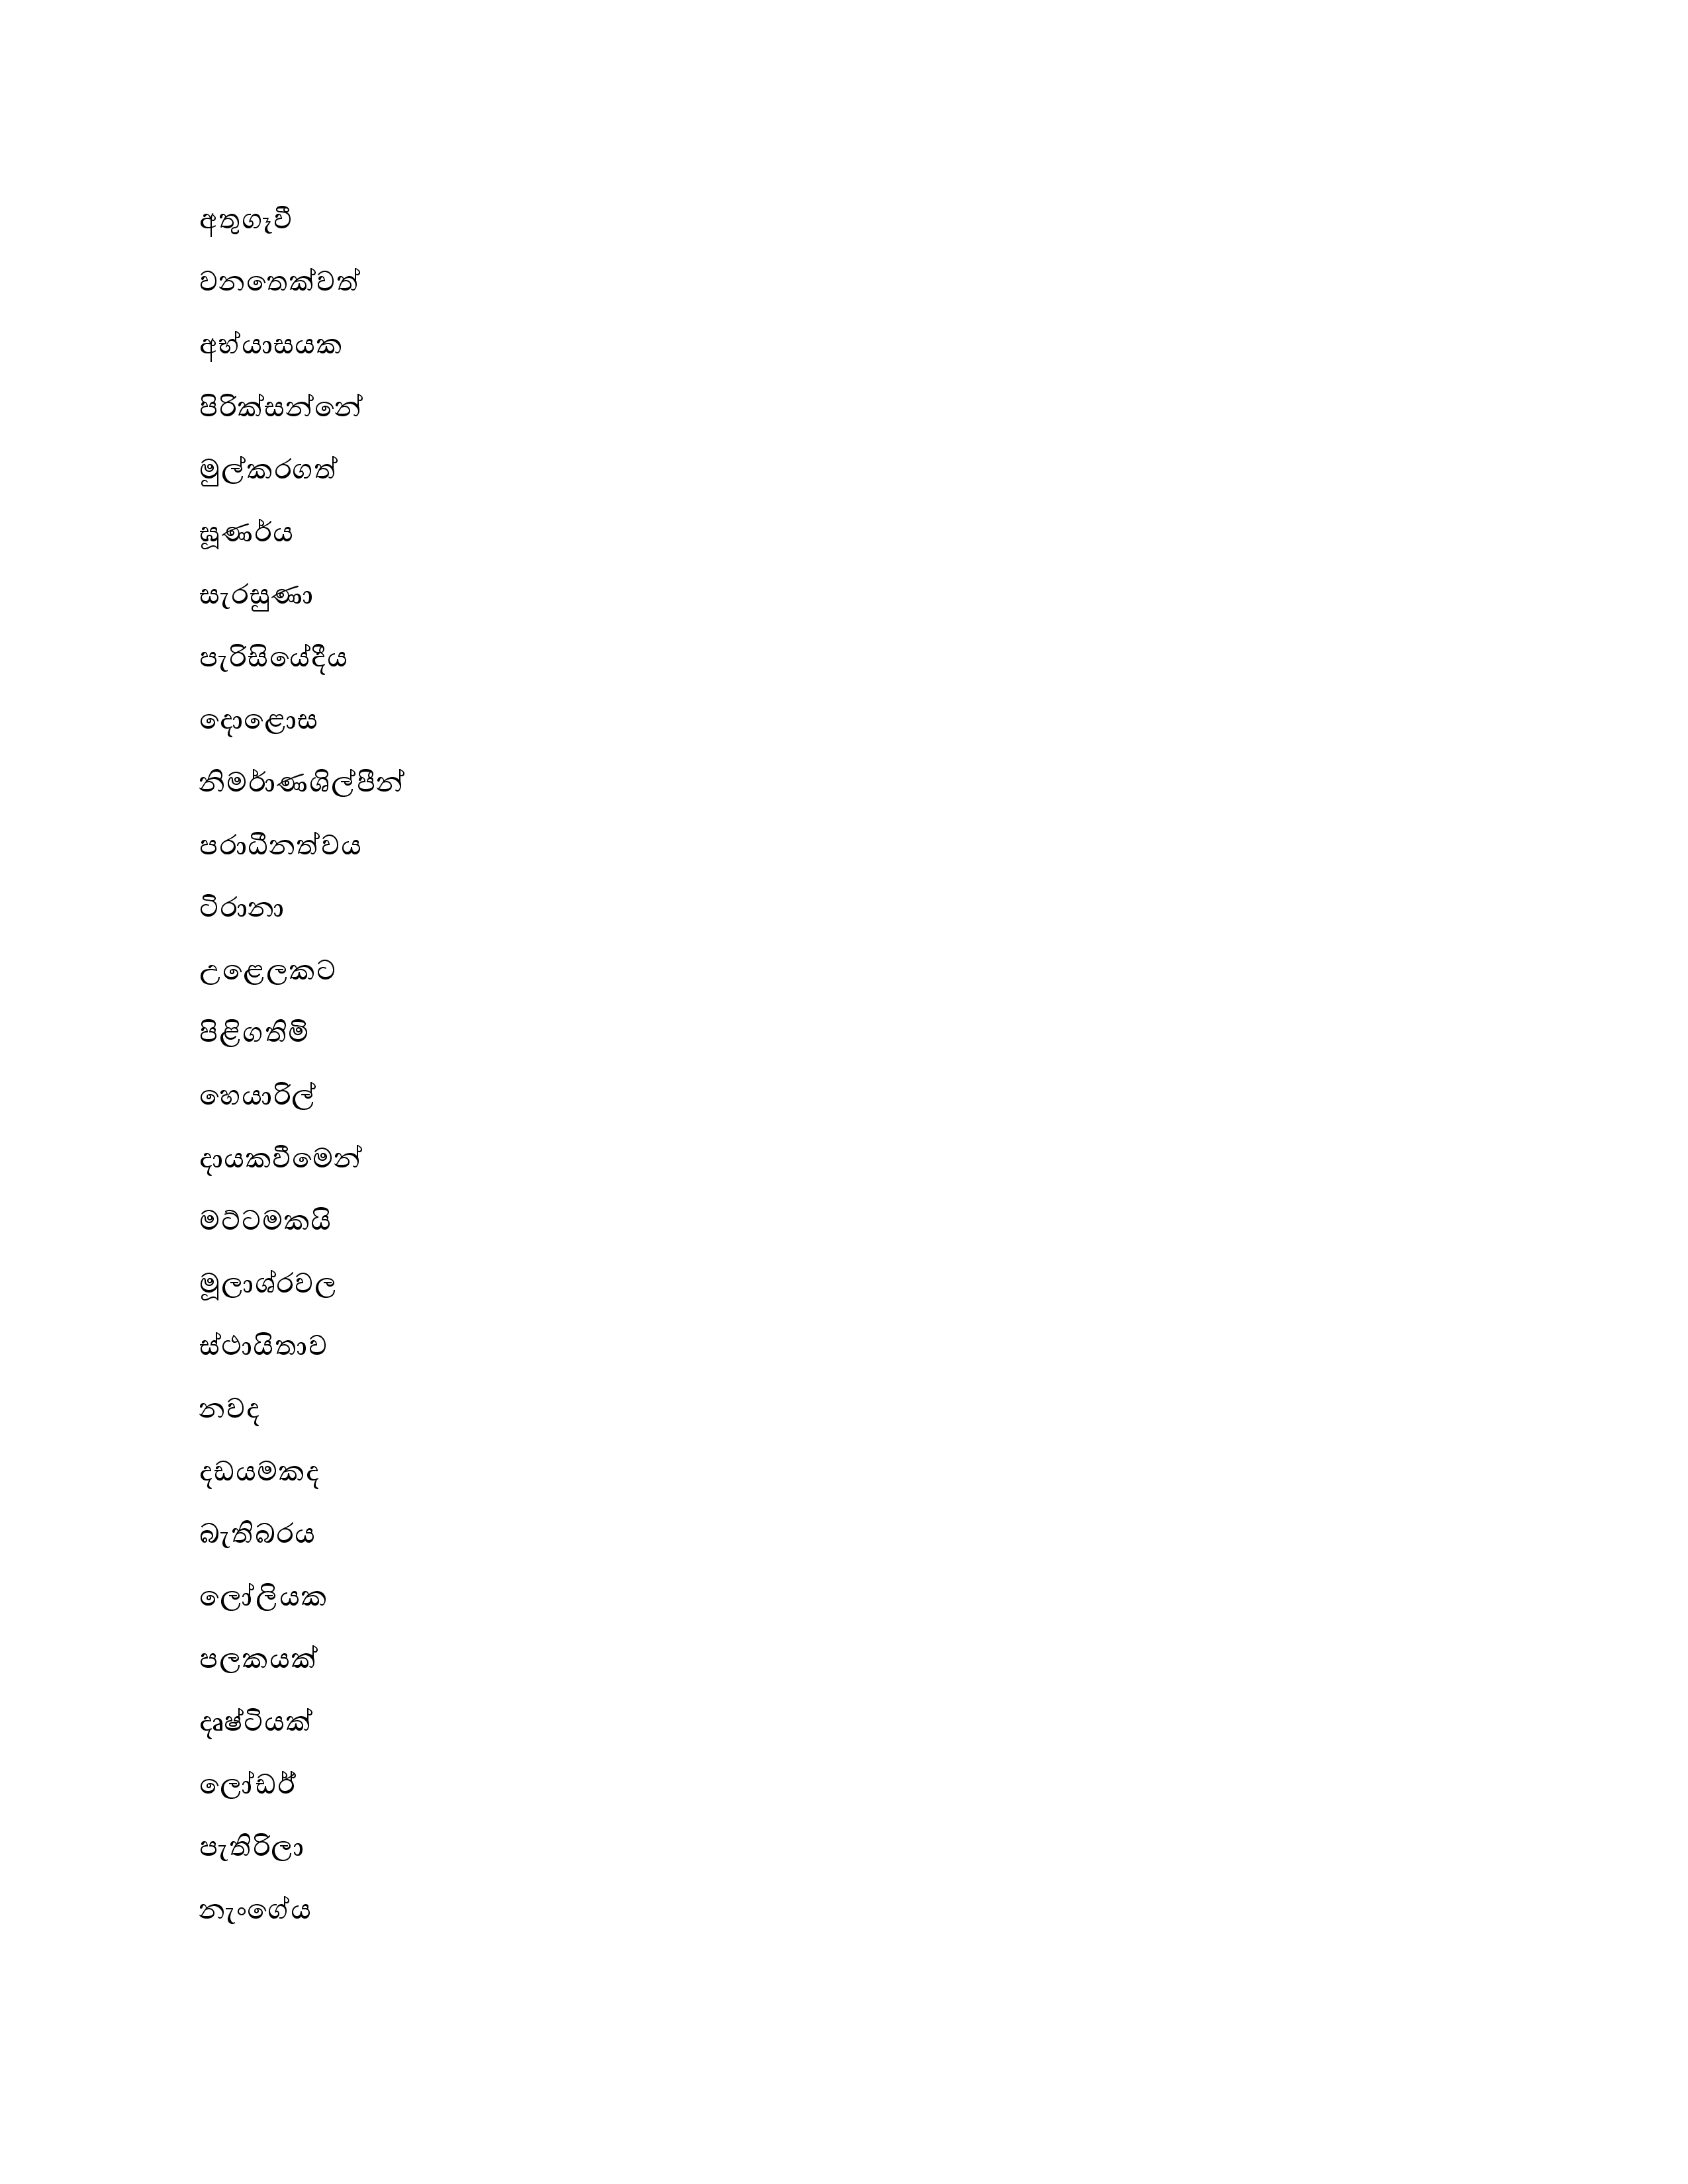 අතුගෑවී
වනතෙක්වත්
අභ්යාසයක
පිරික්සන්නේ
මුල්කරගත්
ඝූර්ණය
සැරසුණා
පැරිසියේදීය
දොළොස
නිර්මාණශිල්පීන්
පරාධීනත්වය
ටිරානා
උළෙලකට
පිළිගතිමි
හෙයාරිල්
දායකවීමෙන්
මට්ටමකයි
මූලාශ්රවල
ස්ථායිතාව
නවද
දඩයමකද
බැතිබරය
ලෝලියක
පලකයක්
දෘෂ්ටියක්
ලෝඩර්
පැතිරිලා
නැංගේය